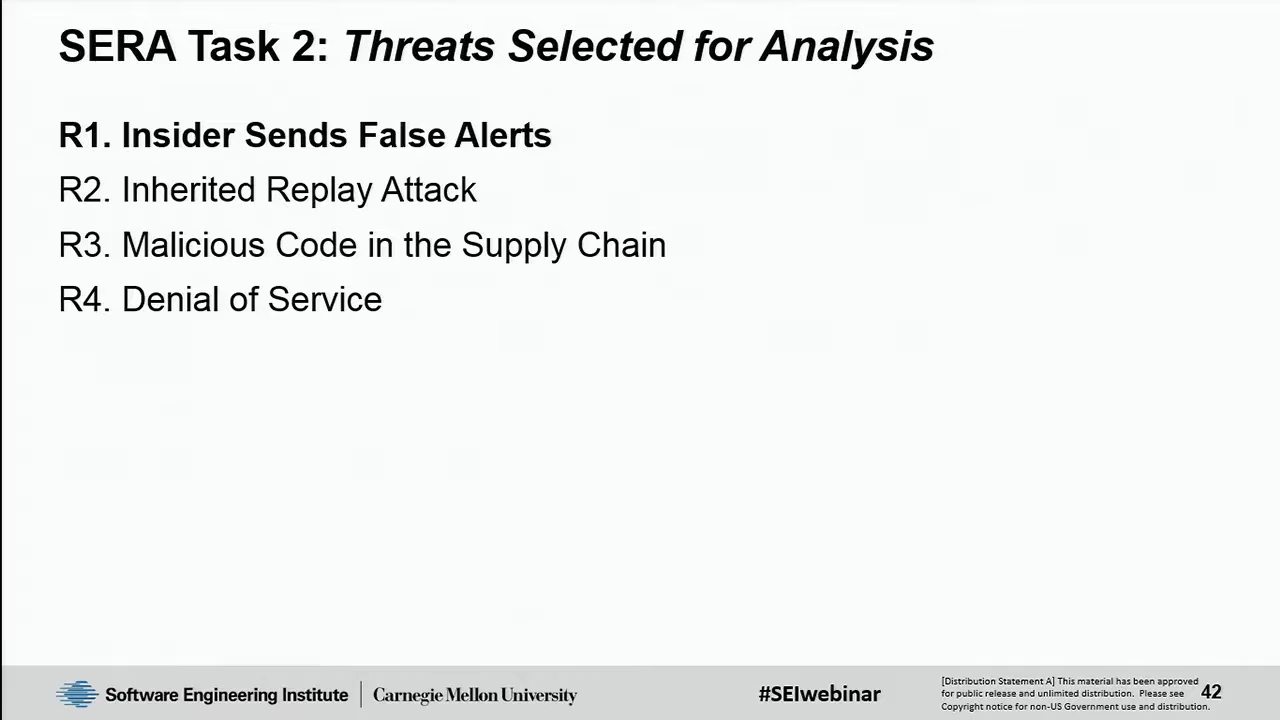 SERA Task 2: Threats Selected for Analysis
R1. Insider Sends False Alerts
R2. Inherited Replay Attack
R3. Malicious Code in the Supply Chain
R4. Denial of Service
Software Engineering Institute | Carnegie Mellon University
#SEIwebinar
[Distribution Statement A] This material has been approved
for public release and unlimited distribution. Please see
Copyright notice for non-US Government use and distribution.
42